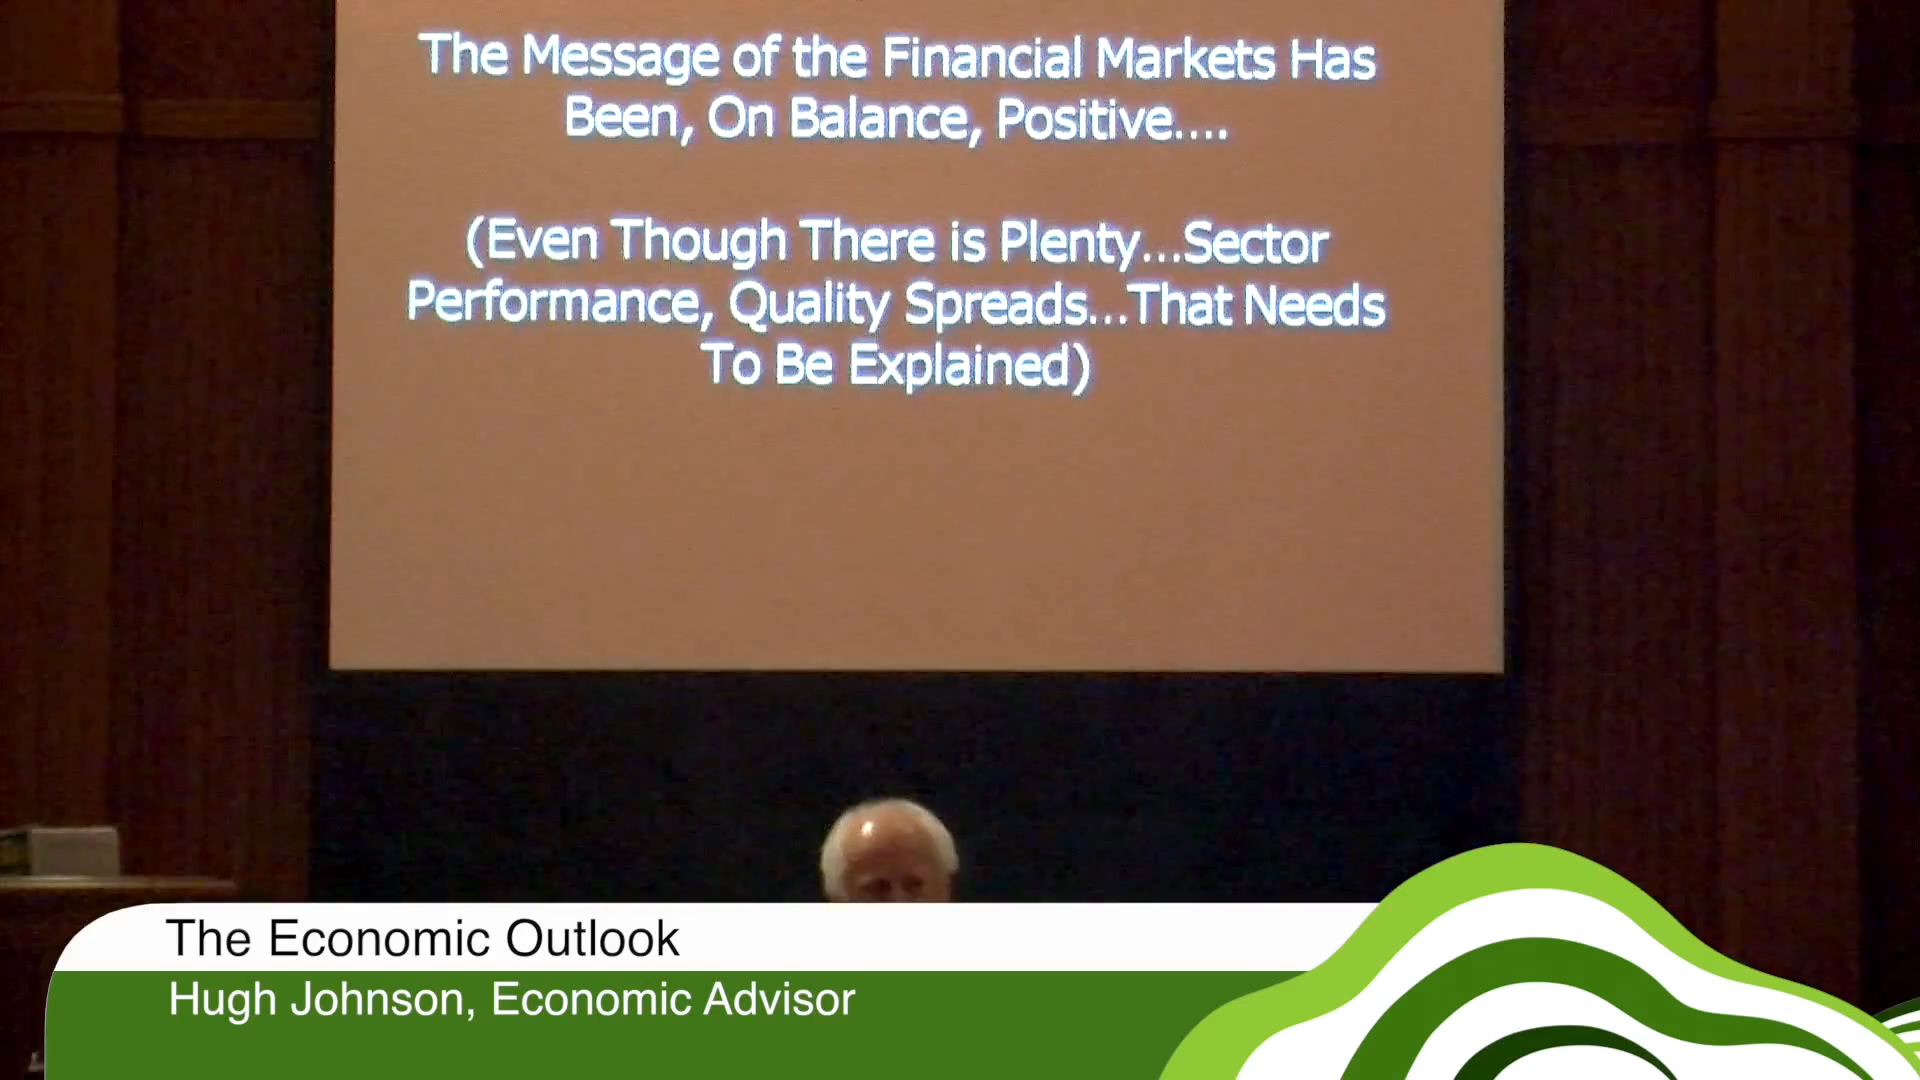 The Message of the Financial Markets Has
Been, On Balance, Positive....
(Even Though There is Plenty...Sector
Performance, Quality Spreads...That Needs
To Be Explained)
The Economic Outlook
Hugh Johnson, Economic Advisor